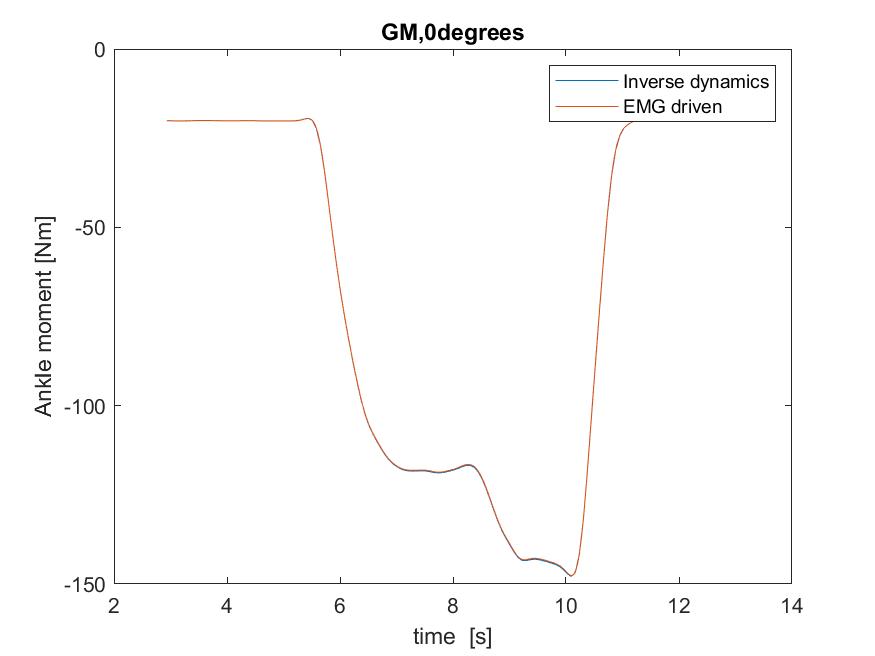 GM,0degrees
Inverse dynamics
EMG driven
Ankle moment [Nm]
0
-50
-100
-150
2 4 6 8 10 12 14
time [s]